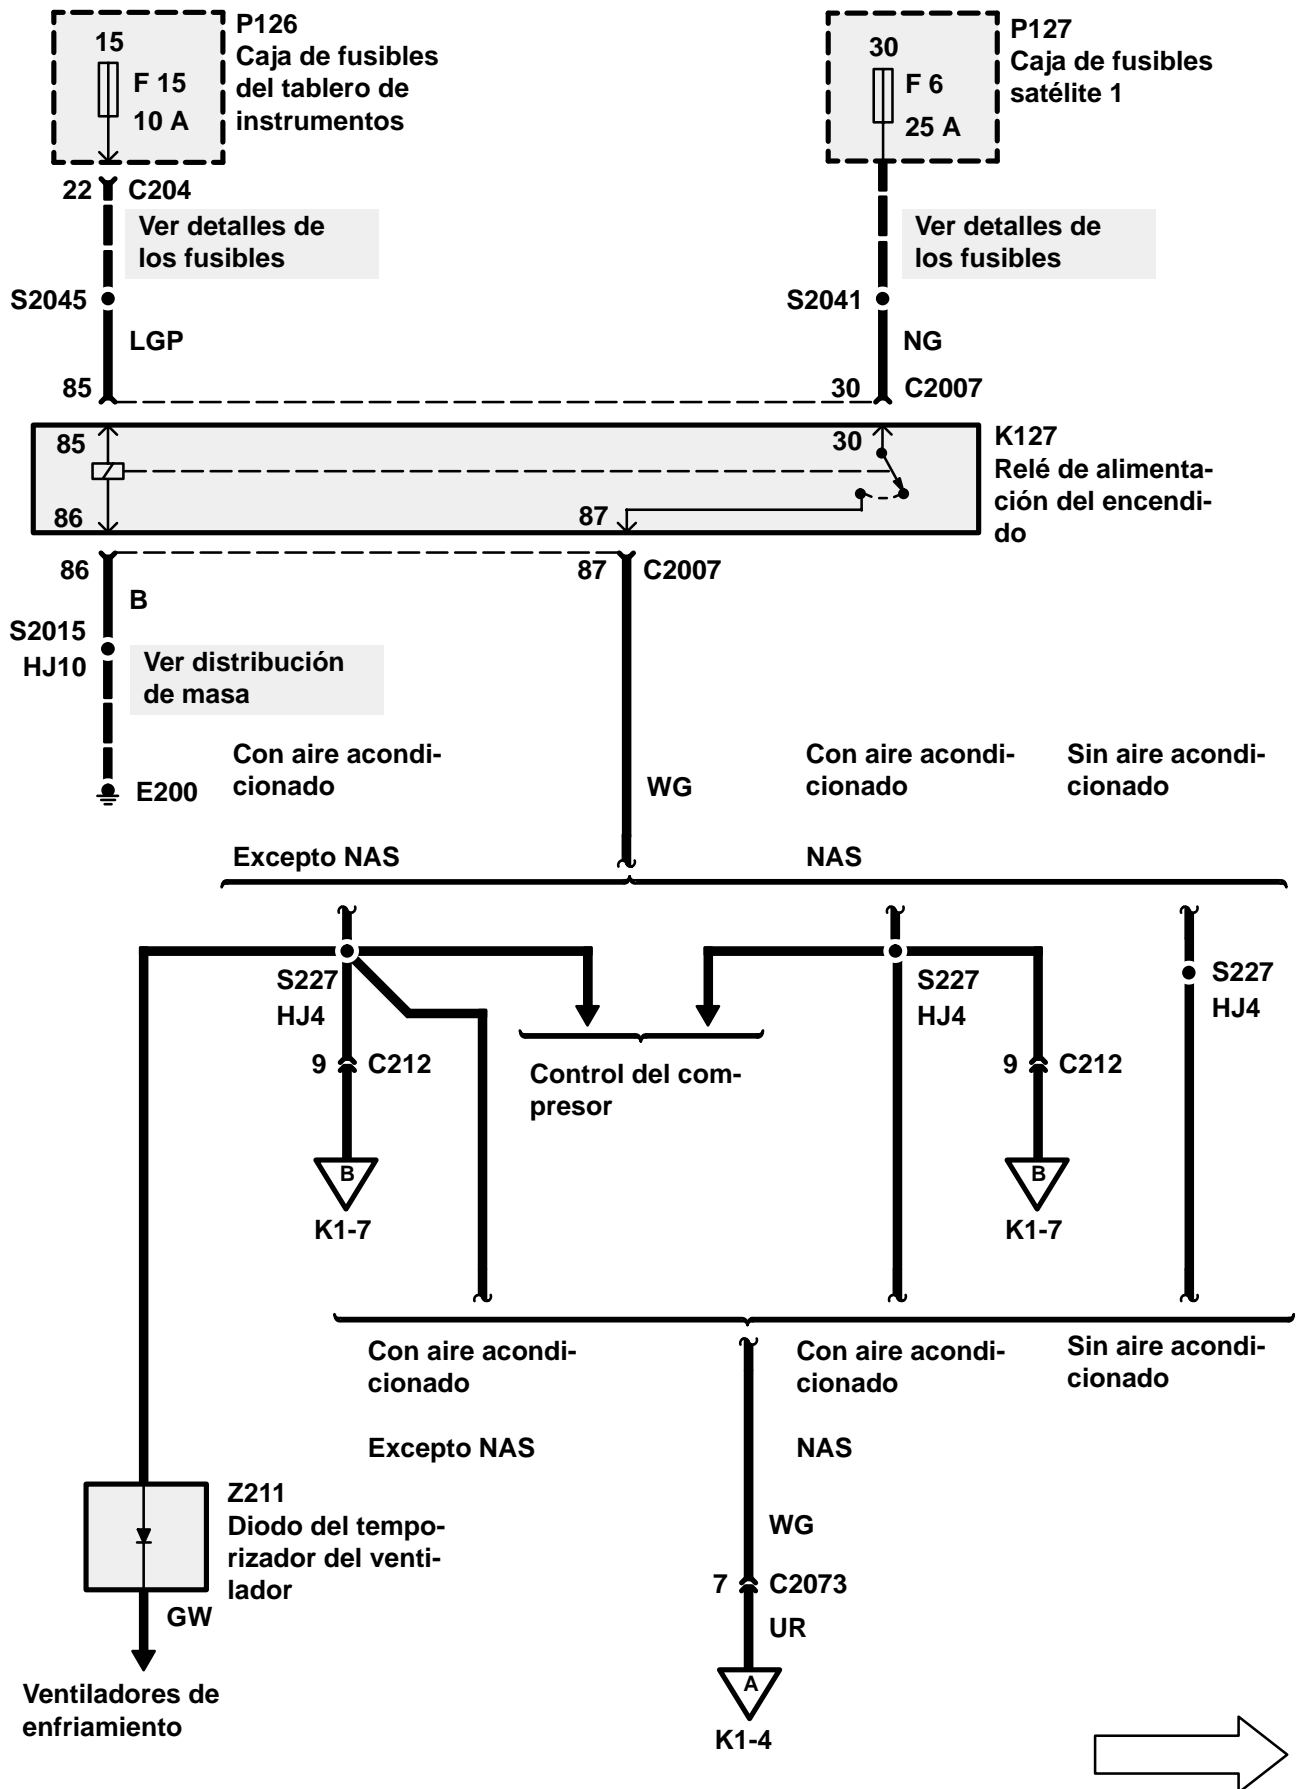 P126
Caja de fusibles
del tablero de
instrumentos
15
F 15
10 A
P127
Caja de fusibles
satélite 1
30
F 6
25 A
22
C204
Ver detalles de
los fusibles
Ver detalles de
los fusibles
S2045
S2041
LGP
NG
85
30
C2007
85
30
K127
Relé de alimenta-
ción del encendi-
do
86
87
86
87
C2007
B
S2015
HJ10
Ver distribución
de masa
E200
WG
Con aire acondi-
cionado
Excepto NAS
Con aire acondi-
cionado
NAS
Sin aire acondi-
cionado
S227
HJ4
S227
HJ4
S227
HJ4
9
C212
Control del com-
presor
9
C212
B
K1-7
B
K1-7
Con aire acondi-
cionado
Excepto NAS
Con aire acondi-
cionado
NAS
Sin aire acondi-
cionado
Z211
Diodo del tempo-
rizador del venti-
lador
WG
7
C2073
GW
UR
Ventiladores de
enfriamiento
A
K1-4